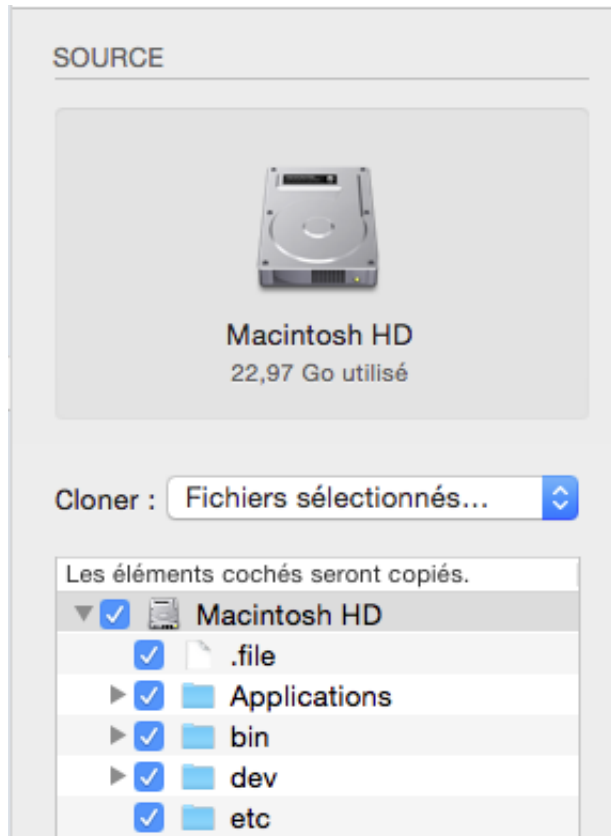 SOURCE
Macintosh HD
22,97 Go utilisé
Cloner : Fichiers sélectionnés...
Les éléments cochés seront copiés.
Macintosh HD
.file
Applications
bin
dev
etc